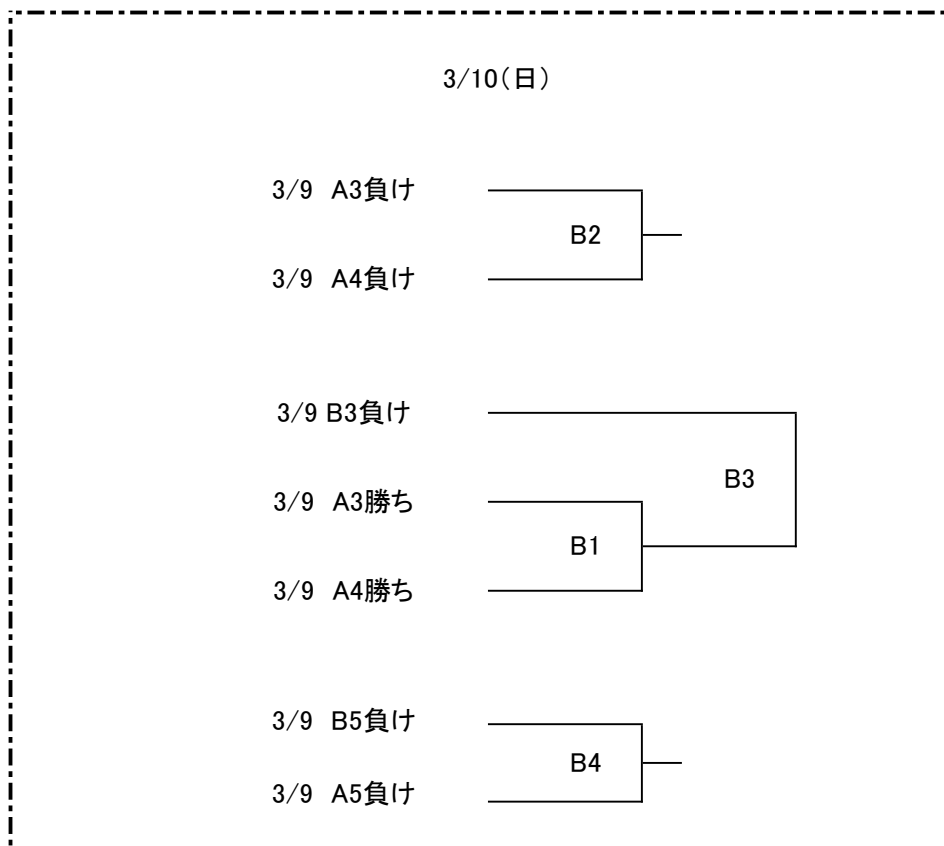 3/10(日)
3/9 A3負け
B2
3/9 A4負け
3/9 B3負け
B3
3/9 A3勝ち
B1
3/9 A4勝ち
3/9 B5負け
B4
3/9 A5負け